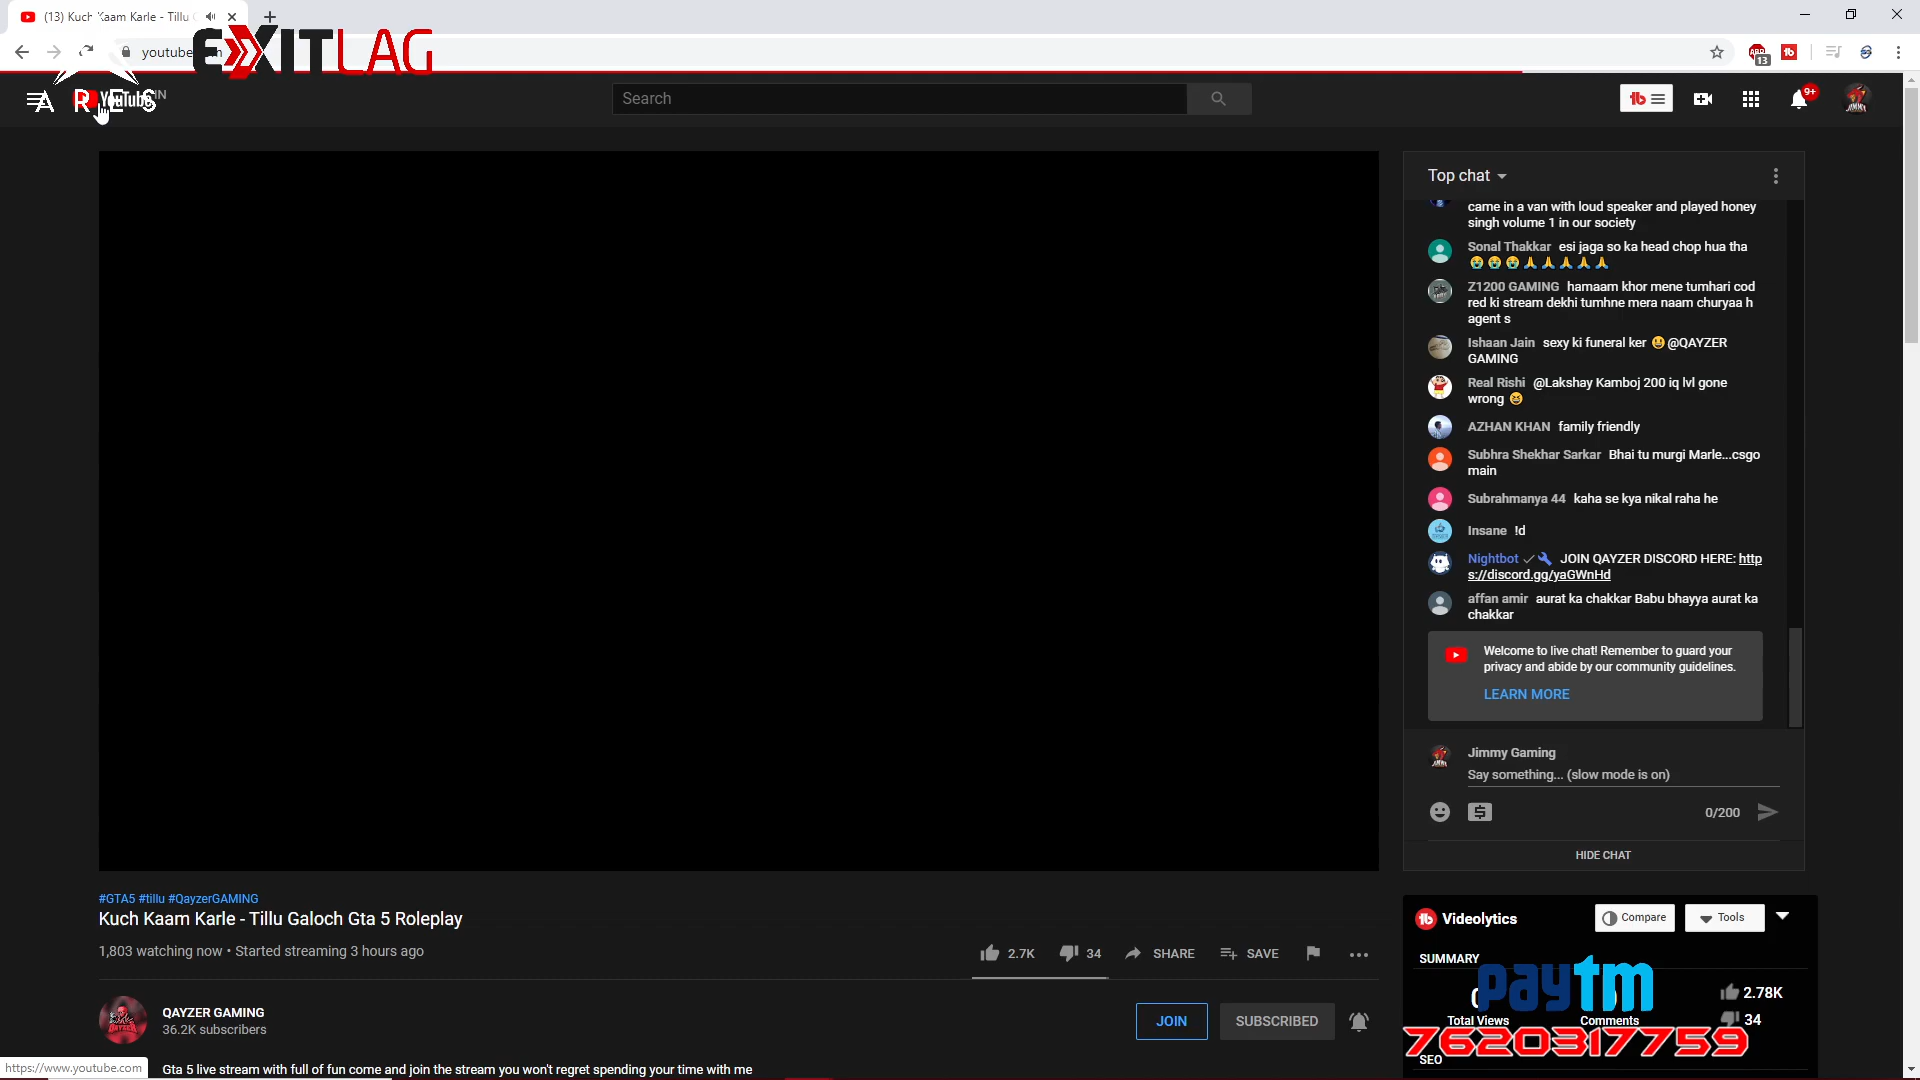 (13) Kuch Kaam Karle - Tillu
youtube
EXITLAG
ARES
YouTube IN
Search
9+
13
Top chat
came in a van with loud speaker and played honey
singh volume 1 in our society
Sonal Thakkar esi jaga so ka head chop hua tha
😭😭😭🙏🙏🙏🙏🙏
Z1200 GAMING hamaam khor mene tumhari cod
red ki stream dekhi tumhne mera naam churyaa h
agent s
Ishaan Jain sexy ki funeral ker 😃@QAYZER
GAMING
Real Rishi @Lakshay Kamboj 200 iq lvl gone
wrong 😆
AZHAN KHAN family friendly
Subhra Shekhar Sarkar Bhai tu murgi Marle...csgo
main
Subrahmanya 44 kaha se kya nikal raha he
Insane !d
Nightbot JOIN QAYZER DISCORD HERE: http
s://discord.gg/yaGWnHd
affan amir aurat ka chakkar Babu bhayya aurat ka
chakkar
Welcome to live chat! Remember to guard your
privacy and abide by our community guidelines.
LEARN MORE
Jimmy Gaming
Say something... (slow mode is on)
0/200
HIDE CHAT
#GTA5 #tillu #QayzerGAMING
Kuch Kaam Karle - Tillu Galoch Gta 5 Roleplay
1,803 watching now • Started streaming 3 hours ago
2.7K 34 SHARE SAVE
QAYZER GAMING
36.2K subscribers
JOIN SUBSCRIBED
Gta 5 live stream with full of fun come and join the stream you won't regret spending your time with me
https://www.youtube.com
Videolytics
Compare Tools
SUMMARY
paytm
2.78K
Total Views Comments
34
7620317759
SEO